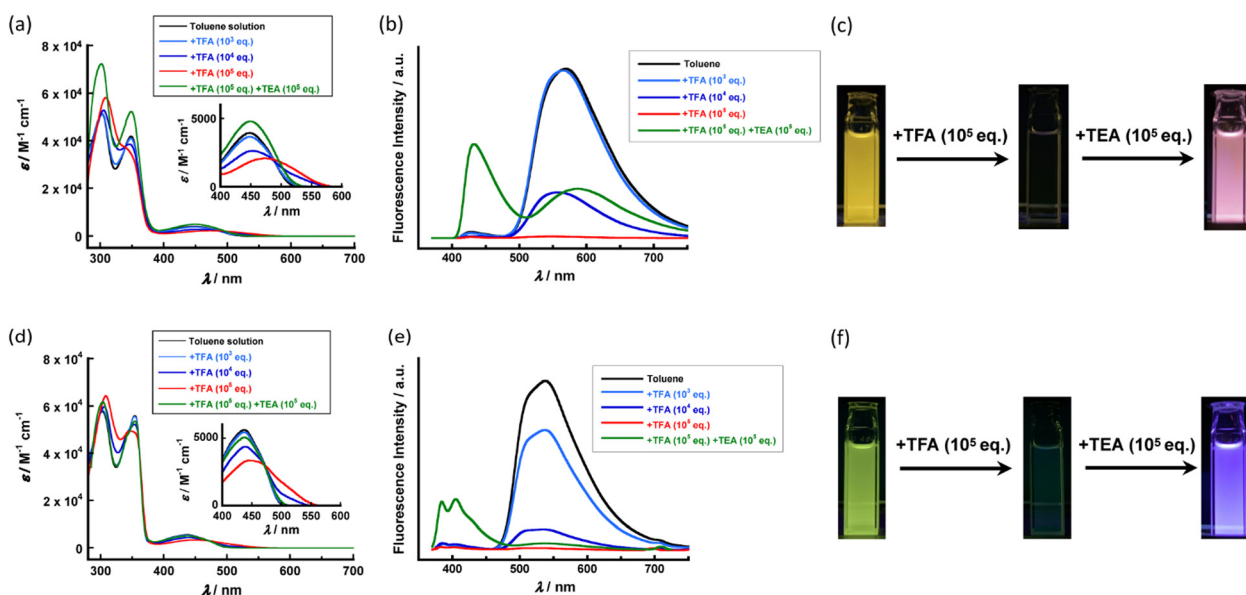 (a)
ε / M⁻¹ cm⁻¹
8 x 10⁴
6 x 10⁴
4 x 10⁴
2 x 10⁴
0
Toluene solution
+TFA (10³ eq.)
+TFA (10⁴ eq.)
+TFA (10⁵ eq.)
+TFA (10⁵ eq.) +TEA (10⁵ eq.)
ε / M⁻¹ cm⁻¹
5000
0
400 450 500 550 600
λ / nm
300 400 500 600 700
λ / nm
(b)
Fluorescence Intensity / a.u.
Toluene
+TFA (10³ eq.)
+TFA (10⁴ eq.)
+TFA (10⁵ eq.)
+TFA (10⁵ eq.) +TEA (10⁵ eq.)
400 500 600 700
λ / nm
(c)
+TFA (10⁵ eq.)
+TEA (10⁵ eq.)
(d)
ε / M⁻¹ cm⁻¹
8 x 10⁴
6 x 10⁴
4 x 10⁴
2 x 10⁴
0
Toluene solution
+TFA (10³ eq.)
+TFA (10⁴ eq.)
+TFA (10⁵ eq.)
+TFA (10⁵ eq.) +TEA (10⁵ eq.)
ε / M⁻¹ cm⁻¹
5000
0
400 450 500 550 600
λ / nm
300 400 500 600 700
λ / nm
(e)
Fluorescence Intensity / a.u.
Toluene
+TFA (10³ eq.)
+TFA (10⁴ eq.)
+TFA (10⁵ eq.)
+TFA (10⁵ eq.) +TEA (10⁵ eq.)
400 500 600 700
λ / nm
(f)
+TFA (10⁵ eq.)
+TEA (10⁵ eq.)